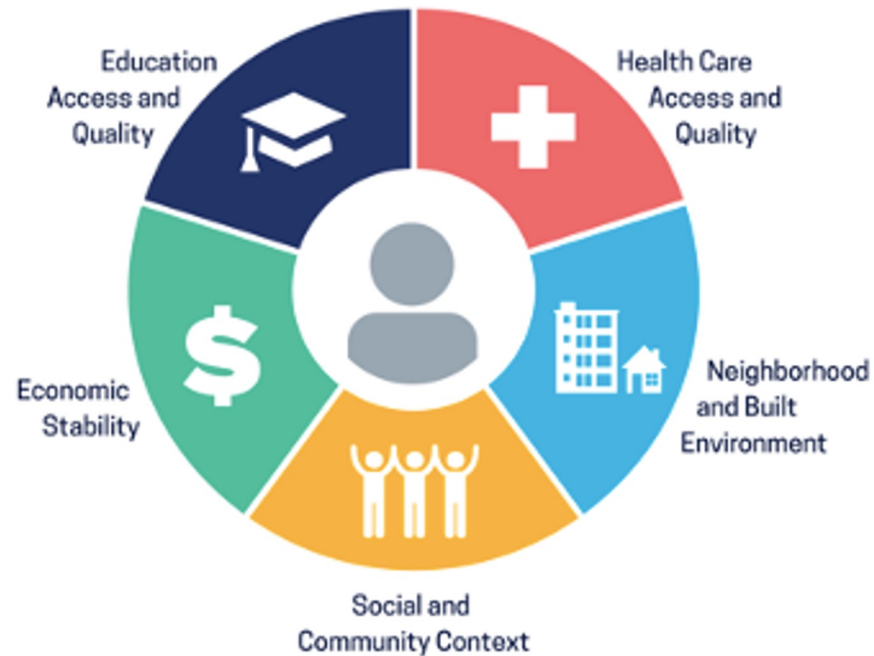 Education
Access and
Quality
Health Care
Access and
Quality
Economic
Stability
$
Neighborhood
and Built
Environment
Social and
Community Context